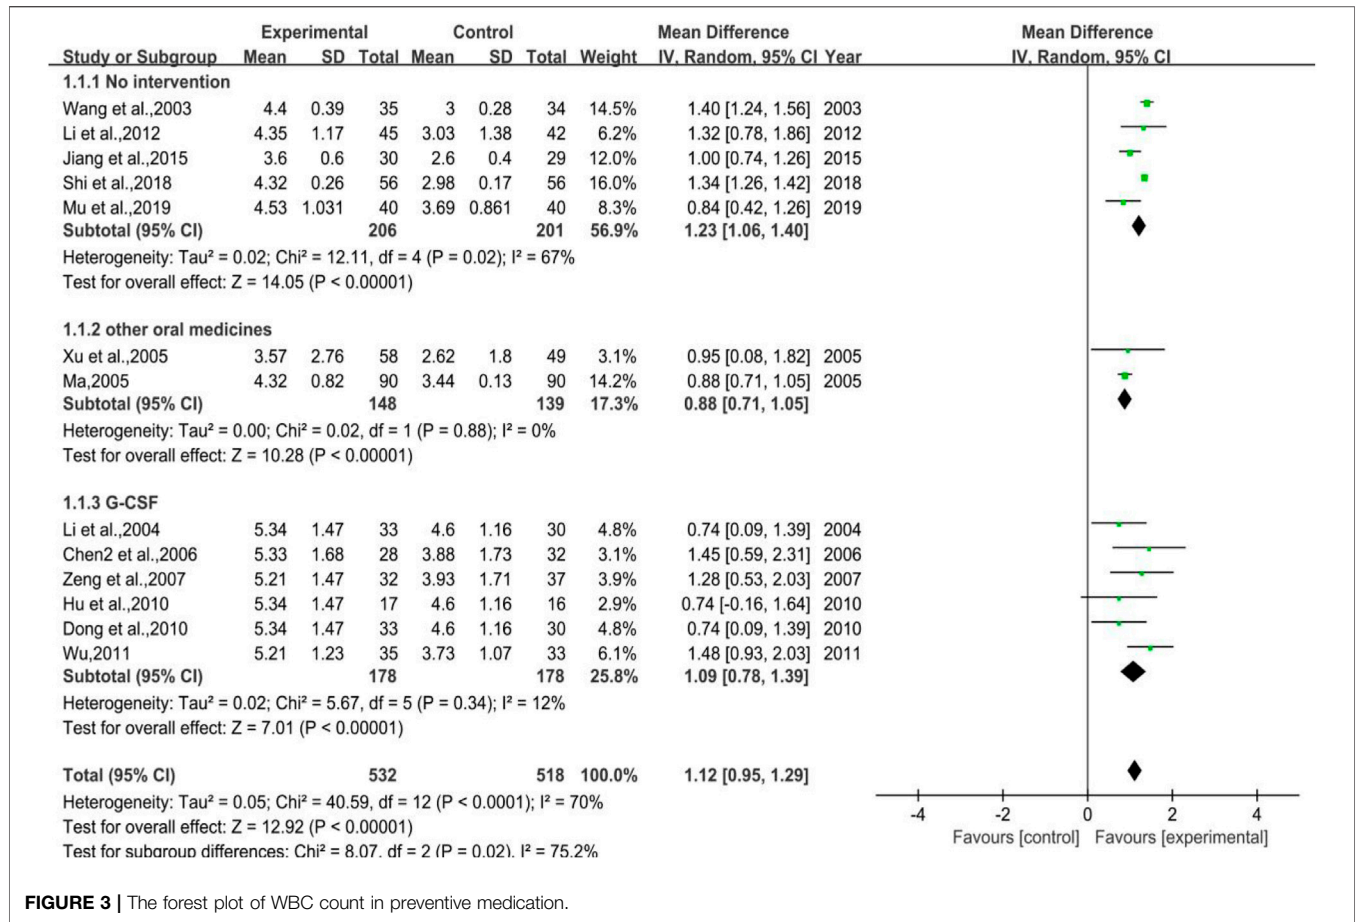 Experimental Control Mean Difference Mean Difference
Study or Subgroup Mean SD Total Mean SD Total Weight IV, Random, 95% CI Year IV, Random, 95% CI
1.1.1 No intervention
Wang et al.,2003 4.4 0.39 35 3 0.28 34 14.5% 1.40 [1.24, 1.56] 2003
Li et al.,2012 4.35 1.17 45 3.03 1.38 42 6.2% 1.32 [0.78, 1.86] 2012
Jiang et al.,2015 3.6 0.6 30 2.6 0.4 29 12.0% 1.00 [0.74, 1.26] 2015
Shi et al.,2018 4.32 0.26 56 2.98 0.17 56 16.0% 1.34 [1.26, 1.42] 2018
Mu et al.,2019 4.53 1.031 40 3.69 0.861 40 8.3% 0.84 [0.42, 1.26] 2019
Subtotal (95% CI) 206 201 56.9% 1.23 [1.06, 1.40]
Heterogeneity: Tau² = 0.02; Chi² = 12.11, df = 4 (P = 0.02); I² = 67%
Test for overall effect: Z = 14.05 (P < 0.00001)
1.1.2 other oral medicines
Xu et al.,2005 3.57 2.76 58 2.62 1.8 49 3.1% 0.95 [0.08, 1.82] 2005
Ma,2005 4.32 0.82 90 3.44 0.13 90 14.2% 0.88 [0.71, 1.05] 2005
Subtotal (95% CI) 148 139 17.3% 0.88 [0.71, 1.05]
Heterogeneity: Tau² = 0.00; Chi² = 0.02, df = 1 (P = 0.88); I² = 0%
Test for overall effect: Z = 10.28 (P < 0.00001)
1.1.3 G-CSF
Li et al.,2004 5.34 1.47 33 4.6 1.16 30 4.8% 0.74 [0.09, 1.39] 2004
Chen2 et al.,2006 5.33 1.68 28 3.88 1.73 32 3.1% 1.45 [0.59, 2.31] 2006
Zeng et al.,2007 5.21 1.47 32 3.93 1.71 37 3.9% 1.28 [0.53, 2.03] 2007
Hu et al.,2010 5.34 1.47 17 4.6 1.16 16 2.9% 0.74 [-0.16, 1.64] 2010
Dong et al.,2010 5.34 1.47 33 4.6 1.16 30 4.8% 0.74 [0.09, 1.39] 2010
Wu,2011 5.21 1.23 35 3.73 1.07 33 6.1% 1.48 [0.93, 2.03] 2011
Subtotal (95% CI) 178 178 25.8% 1.09 [0.78, 1.39]
Heterogeneity: Tau² = 0.02; Chi² = 5.67, df = 5 (P = 0.34); I² = 12%
Test for overall effect: Z = 7.01 (P < 0.00001)
Total (95% CI) 532 518 100.0% 1.12 [0.95, 1.29]
Heterogeneity: Tau² = 0.05; Chi² = 40.59, df = 12 (P < 0.0001); I² = 70%
Test for overall effect: Z = 12.92 (P < 0.00001)
Test for subgroup differences: Chi² = 8.07, df = 2 (P = 0.02), I² = 75.2%
-4 -2 0 2 4
Favours [control] Favours [experimental]
FIGURE 3 | The forest plot of WBC count in preventive medication.